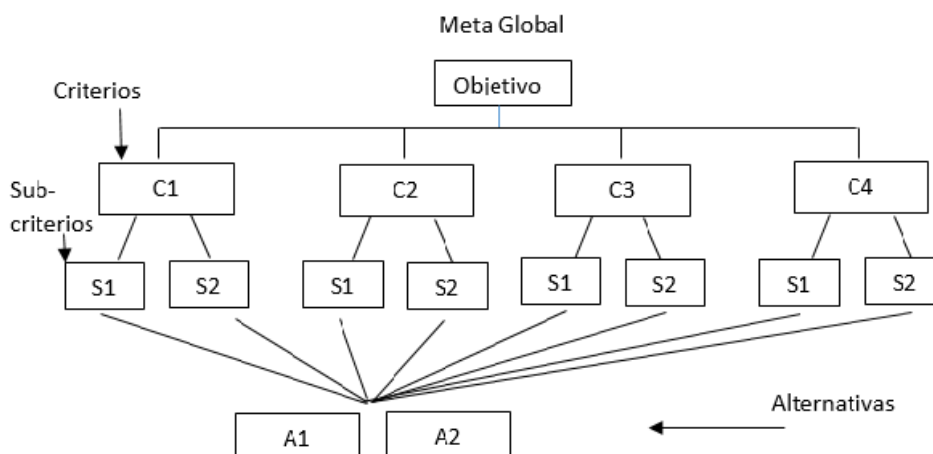 Meta Global
Objetivo
Criterios
C1
C2
C3
C4
Sub-
criterios
S1
S2
S1
S2
S1
S2
S1
S2
Alternativas
A1
A2